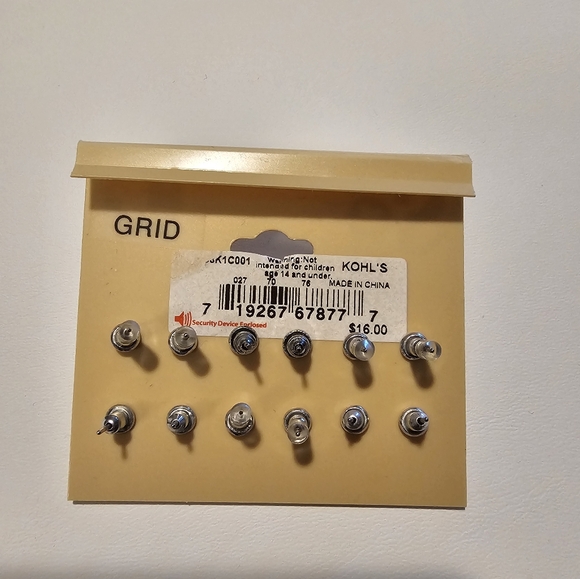 GRID
Warning:Not
K1C001 intended for children KOHL'S
age 14 and under.
027 70 76 MADE IN CHINA
7 19267 67877 7
Security Device Enclosed
$16.00